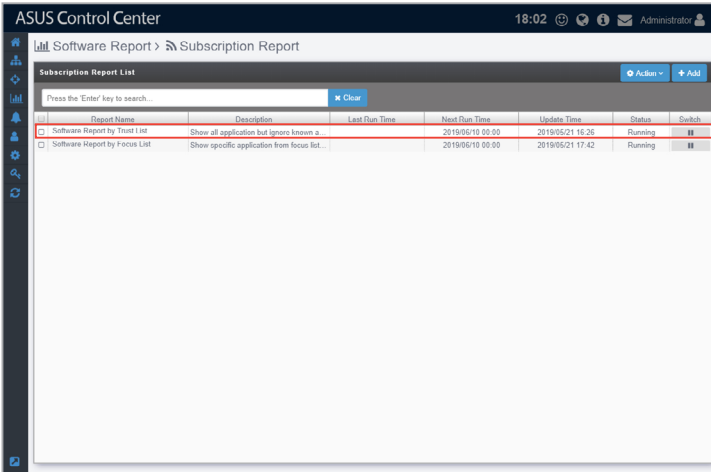 ASUS Control Center
18:02
Administrator
Software Report > Subscription Report
Subscription Report List
Action
+ Add
Press the 'Enter' key to search...
✖ Clear
Report Name Description Last Run Time Next Run Time Update Time Status Switch
Software Report by Trust List Show all application but ignore known a... 2019/06/10 00:00 2019/05/21 16:26 Running
Software Report by Focus List Show specific application from focus list... 2019/06/10 00:00 2019/05/21 17:42 Running